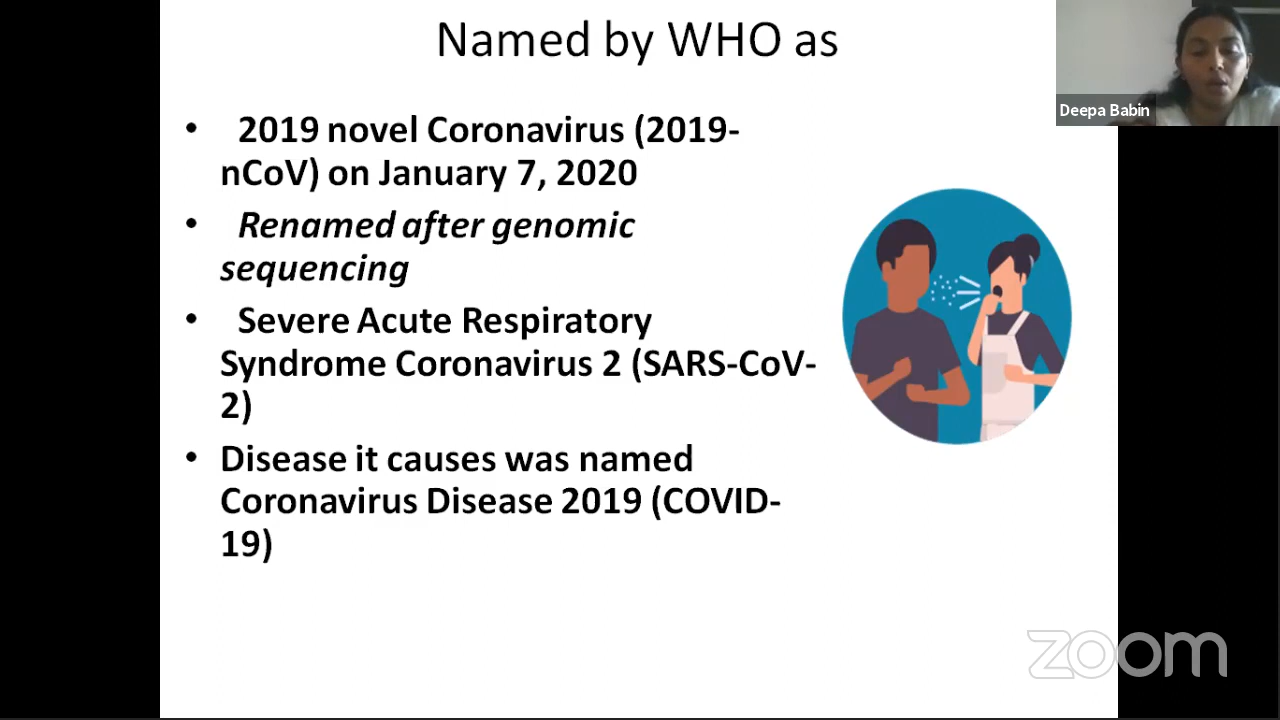 Named by WHO as
Deepa Babin
• 2019 novel Coronavirus (2019-
nCoV) on January 7, 2020
• Renamed after genomic
sequencing
• Severe Acute Respiratory
Syndrome Coronavirus 2 (SARS-CoV-
2)
• Disease it causes was named
Coronavirus Disease 2019 (COVID-
19)
zoom